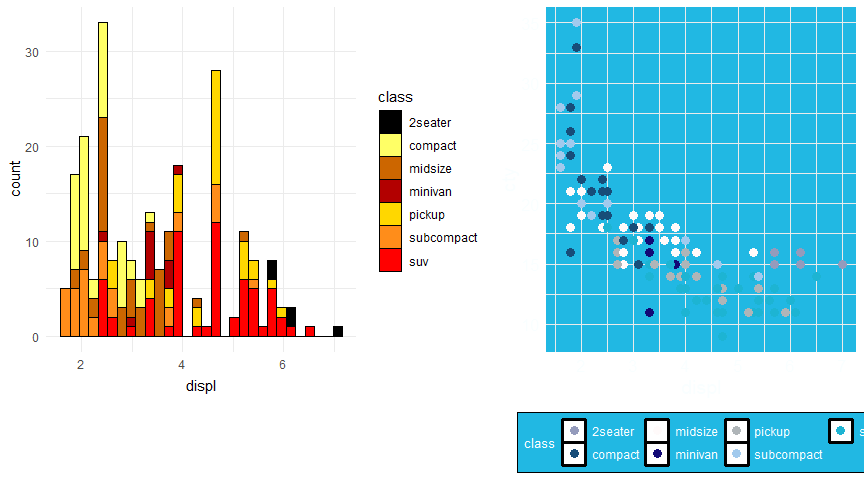 30
20
10
0
count
2
4
6
displ
class
2seater
compact
midsize
minivan
pickup
subcompact
suv
class
2seater
midsize
pickup
s
compact
minivan
subcompact